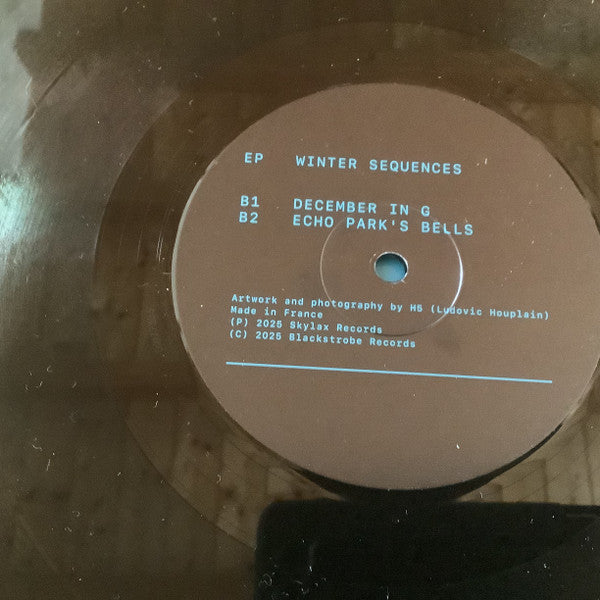 EP WINTER SEQUENCES
B1 DECEMBER IN G
B2 ECHO PARK'S BELLS
Artwork and photography by H5 (Ludovic Houplain)
Made in France
(P) 2025 Skylax Records
(C) 2025 Blackstrobe Records